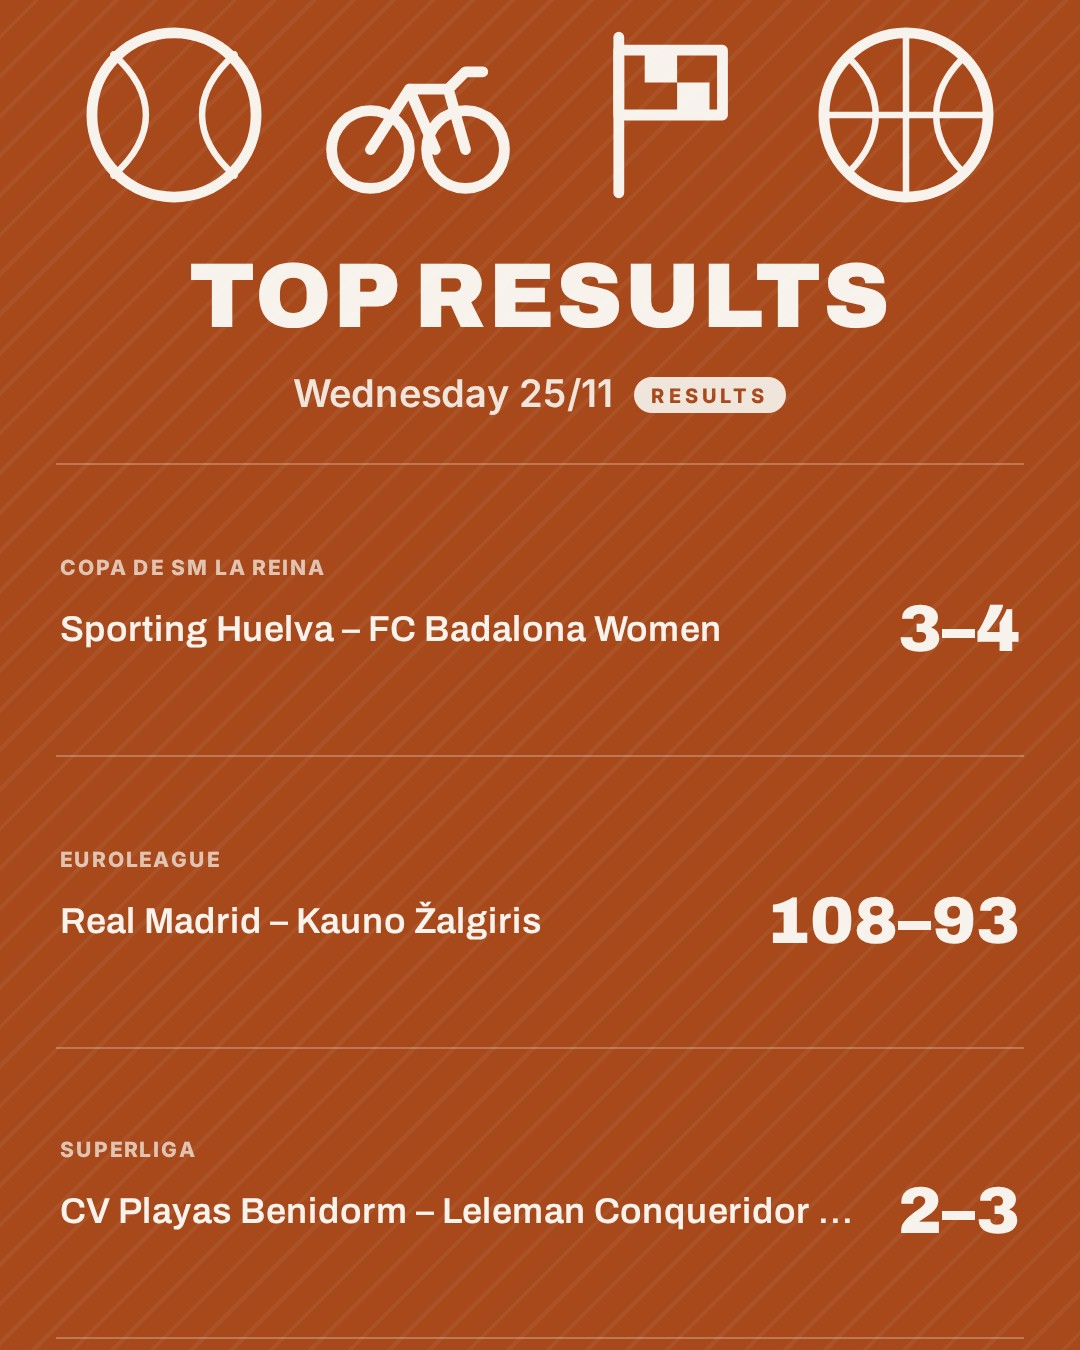 TOP RESULTS
Wednesday 25/11 RESULTS
COPA DE SM LA REINA
Sporting Huelva – FC Badalona Women 3–4
EUROLEAGUE
Real Madrid – Kauno Žalgiris 108–93
SUPERLIGA
CV Playas Benidorm – Leleman Conqueridor ... 2–3